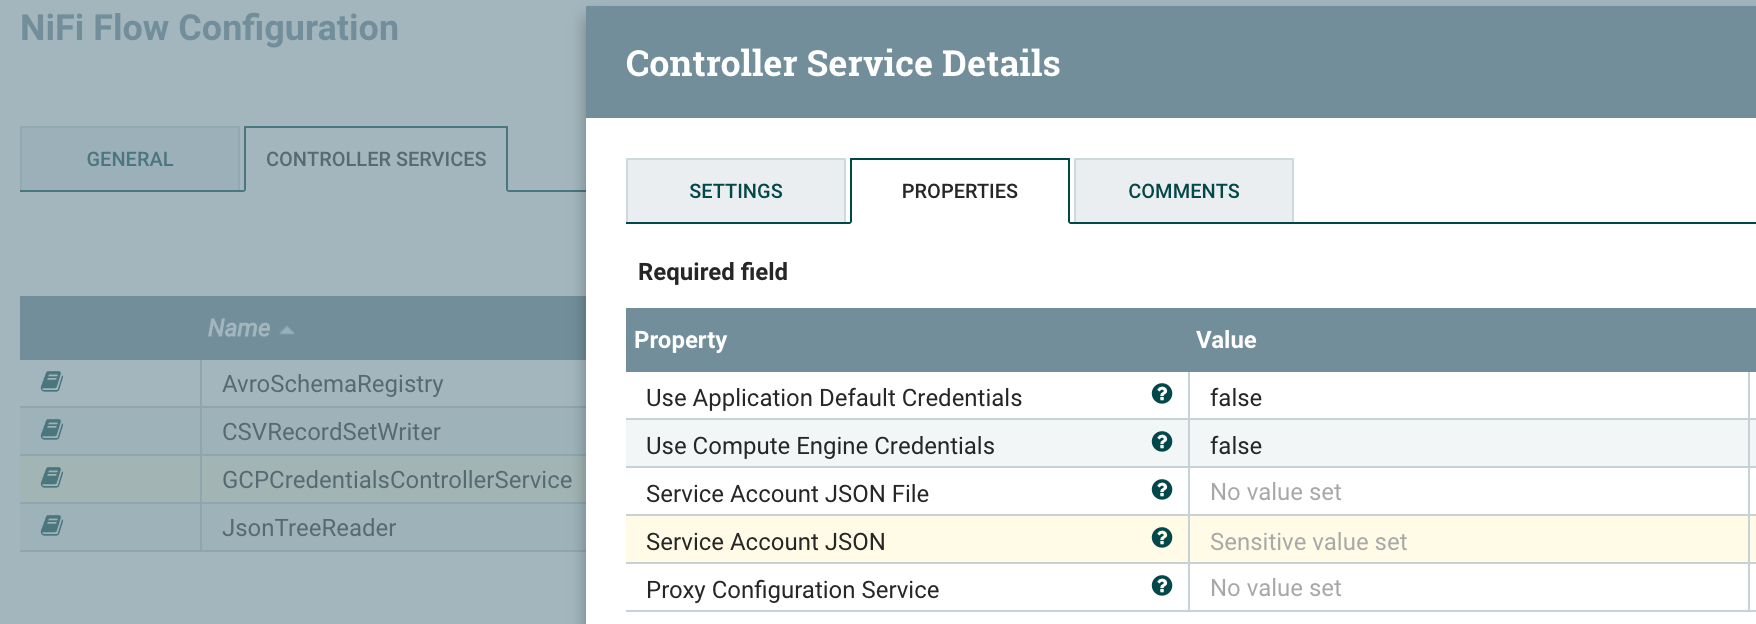 NiFi Flow Configuration
GENERAL
CONTROLLER SERVICES
Name
AvroSchemaRegistry
CSVRecordSetWriter
GCPCredentialsControllerService
JsonTreeReader
Controller Service Details
SETTINGS
PROPERTIES
COMMENTS
Required field
Property Value
Use Application Default Credentials ? false
Use Compute Engine Credentials ? false
Service Account JSON File ? No value set
Service Account JSON ? Sensitive value set
Proxy Configuration Service ? No value set